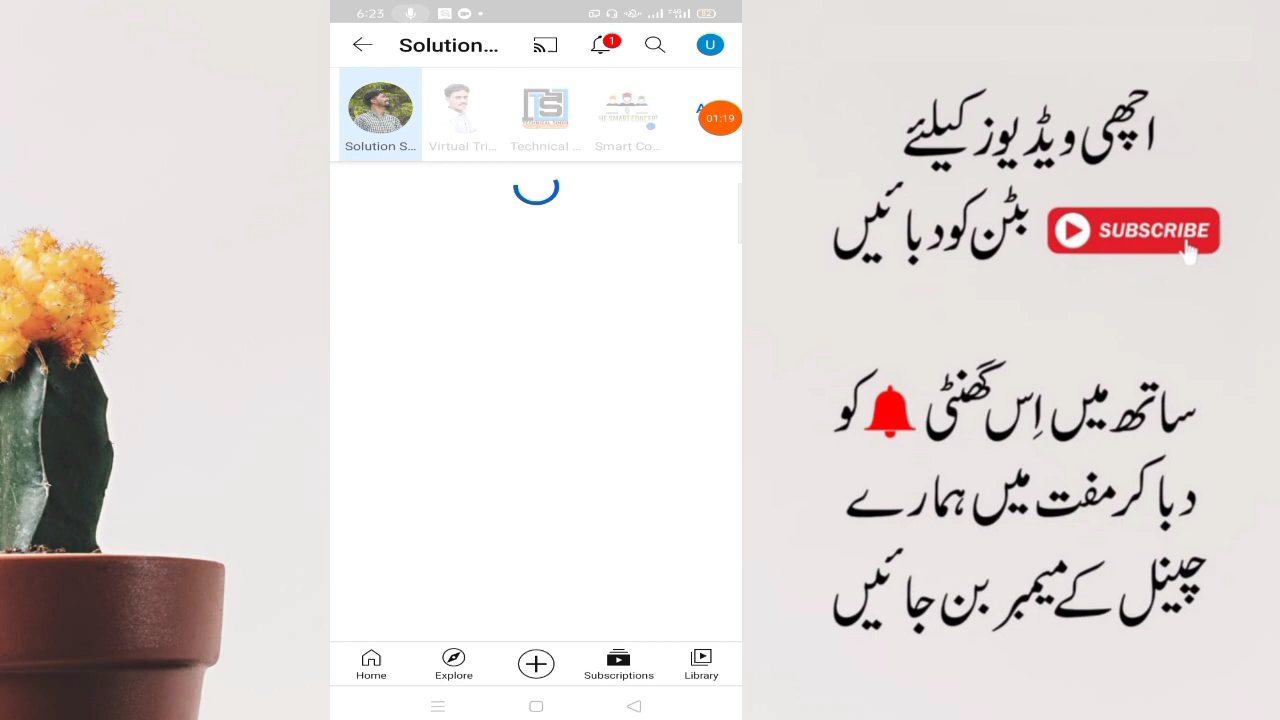 6:23
Solution...
1
U
Solution S...
Virtual Tri...
Technical ...
Smart Co...
01:19
Home
Explore
Subscriptions
Library
اچھی ویڈیوز کیلئے
SUBSCRIBE بٹن کو دبائیں
ساتھ میں اِس گھنٹی کو
دبا کر مفت میں ہمارے
چینل کے میمبر بن جائیں